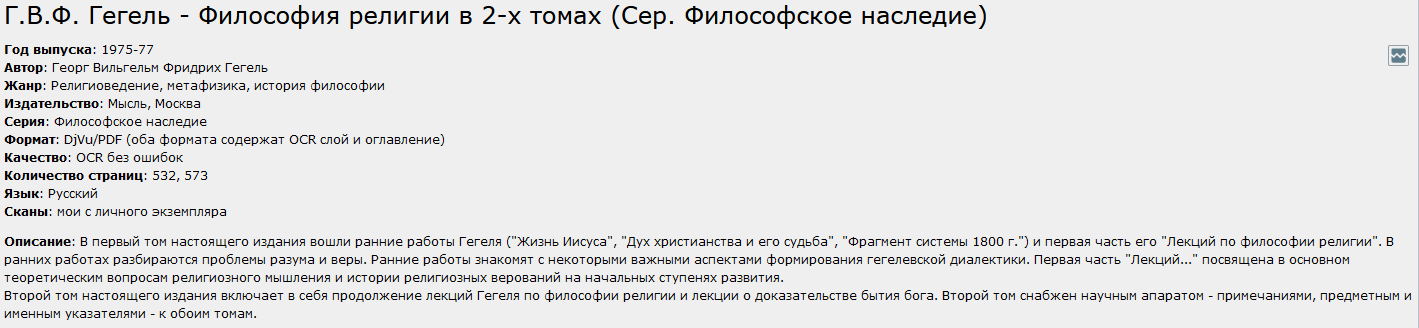 Г.В.Ф. Гегель - Философия религии в 2-х томах (Сер. Философское наследие)
Год выпуска: 1975-77
Автор: Георг Вильгельм Фридрих Гегель
Жанр: Религиоведение, метафизика, история философии
Издательство: Мысль, Москва
Серия: Философское наследие
Формат: DjVu/PDF (оба формата содержат OCR слой и оглавление)
Качество: OCR без ошибок
Количество страниц: 532, 573
Язык: Русский
Сканы: мои с личного экземпляра
Описание: В первый том настоящего издания вошли ранние работы Гегеля ("Жизнь Иисуса", "Дух христианства и его судьба", "Фрагмент системы 1800 г.") и первая часть его "Лекций по философии религии". В
ранних работах разбираются проблемы разума и веры. Ранние работы знакомят с некоторыми важными аспектами формирования гегелевской диалектики. Первая часть "Лекций..." посвящена в основном
теоретическим вопросам религиозного мышления и истории религиозных верований на начальных ступенях развития.
Второй том настоящего издания включает в себя продолжение лекций Гегеля по философии религии и лекции о доказательстве бытия бога. Второй том снабжен научным апаратом - примечаниями, предметным и
именным указателями - к обоим томам.